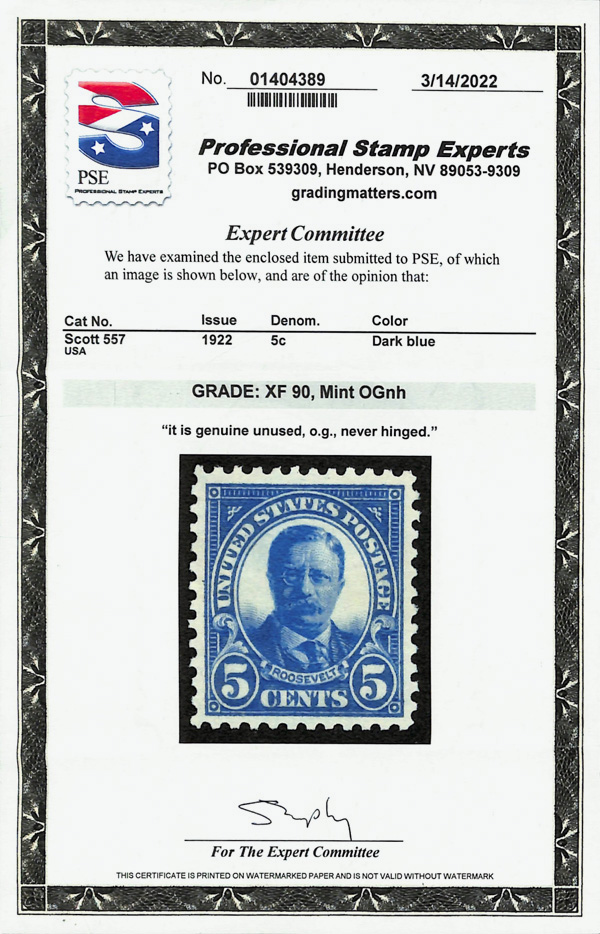 No. 01404389 3/14/2022
PSE
PROFESSIONAL STAMP EXPERTS
Professional Stamp Experts
PO Box 539309, Henderson, NV 89053-9309
gradingmatters.com
Expert Committee
We have examined the enclosed item submitted to PSE, of which
an image is shown below, and are of the opinion that:
Cat No. Issue Denom. Color
Scott 557 1922 5c Dark blue
USA
GRADE: XF 90, Mint OGnh
“it is genuine unused, o.g., never hinged.”
UNITED STATES POSTAGE
ROOSEVELT
5 CENTS 5
For The Expert Committee
THIS CERTIFICATE IS PRINTED ON WATERMARKED PAPER AND IS NOT VALID WITHOUT WATERMARK